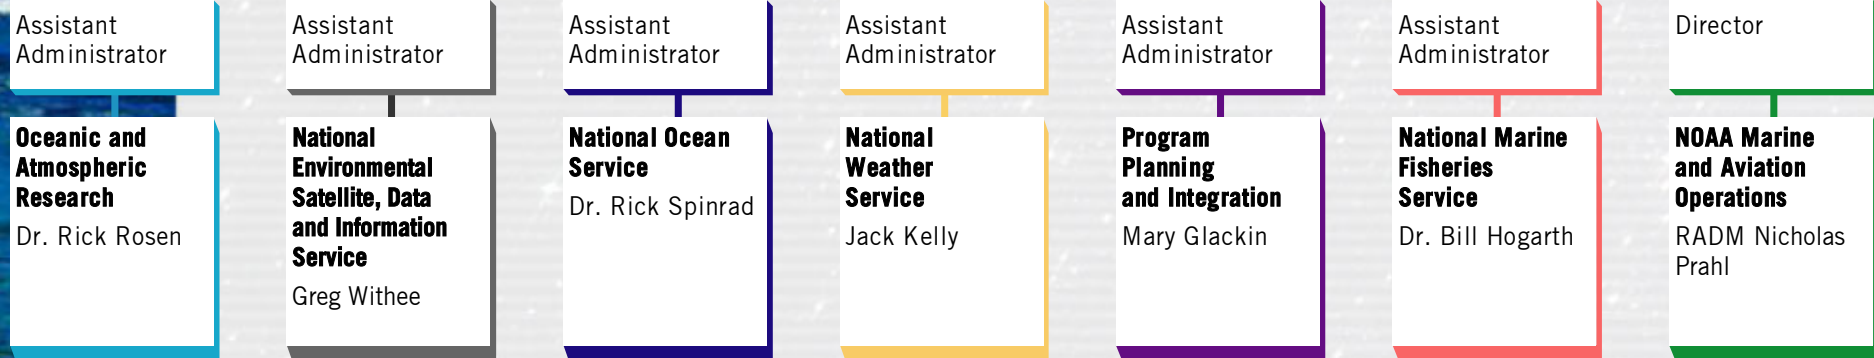 Assistant
Administrator
Oceanic and
Atmospheric
Research
Dr. Rick Rosen
Assistant
Administrator
National
Environmental
Satellite, Data
and Information
Service
Greg Withee
Assistant
Administrator
National Ocean
Service
Dr. Rick Spinrad
Assistant
Administrator
National
Weather
Service
Jack Kelly
Assistant
Administrator
Program
Planning
and Integration
Mary Glackin
Assistant
Administrator
National Marine
Fisheries
Service
Dr. Bill Hogarth
Director
NOAA Marine
and Aviation
Operations
RADM Nicholas
Prahl